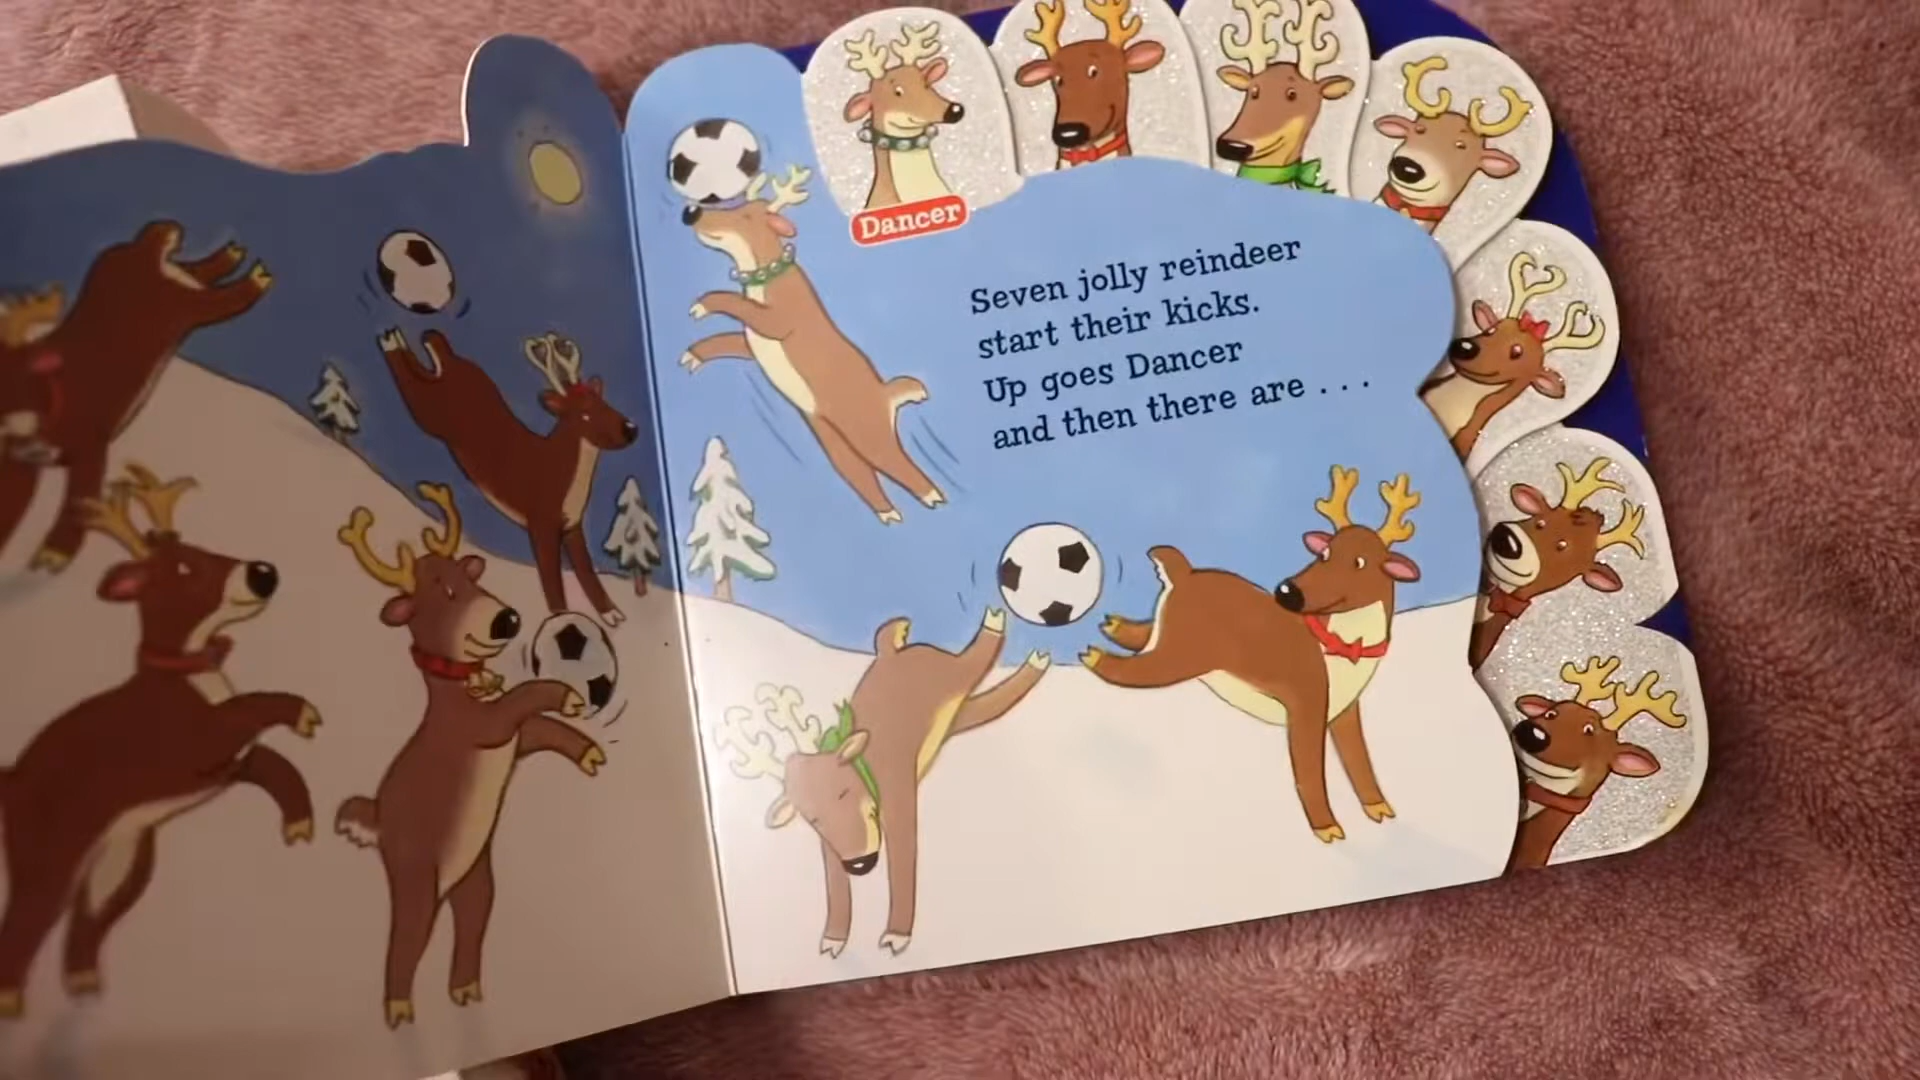 Dancer
Seven jolly reindeer
start their kicks.
Up goes Dancer
and then there are . . .